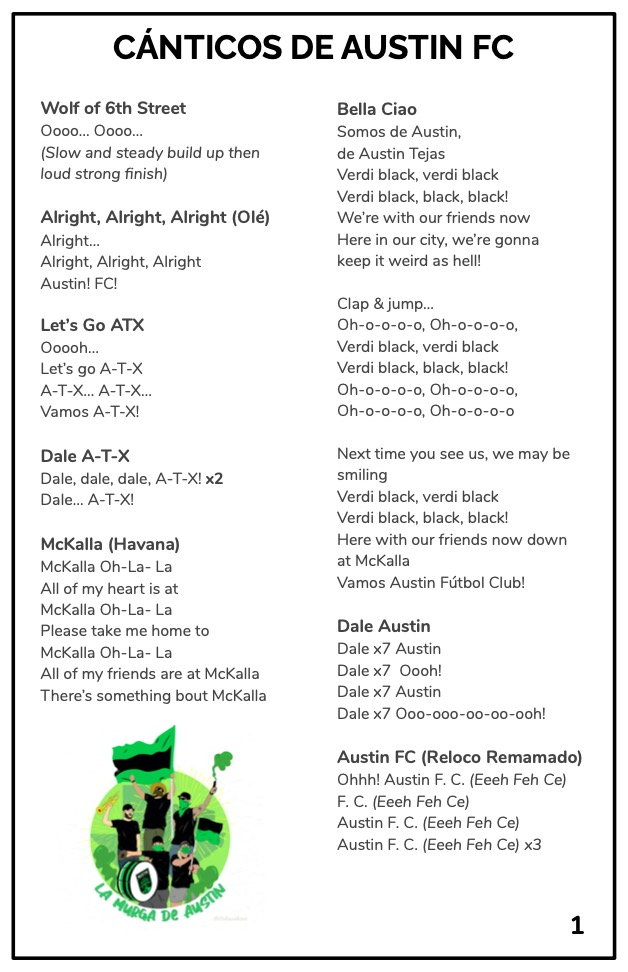 CÁNTICOS DE AUSTIN FC
Wolf of 6th Street
Oooo... Oooo...
(Slow and steady build up then
loud strong finish)
Alright, Alright, Alright (Olé)
Alright...
Alright, Alright, Alright
Austin! FC!
Let's Go ATX
Ooooh...
Let's go A-T-X
A-T-X... A-T-X...
Vamos A-T-X!
Dale A-T-X
Dale, dale, dale, A-T-X! x2
Dale... A-T-X!
McKalla (Havana)
McKalla Oh-La- La
All of my heart is at
McKalla Oh-La- La
Please take me home to
McKalla Oh-La- La
All of my friends are at McKalla
There's something bout McKalla
LA MURGA DE AUSTIN
Bella Ciao
Somos de Austin,
de Austin Tejas
Verdi black, verdi black
Verdi black, black, black!
We're with our friends now
Here in our city, we're gonna
keep it weird as hell!
Clap & jump...
Oh-o-o-o-o, Oh-o-o-o-o,
Verdi black, verdi black
Verdi black, black, black!
Oh-o-o-o-o, Oh-o-o-o-o,
Oh-o-o-o-o, Oh-o-o-o-o
Next time you see us, we may be
smiling
Verdi black, verdi black
Verdi black, black, black!
Here with our friends now down
at McKalla
Vamos Austin Fútbol Club!
Dale Austin
Dale x7 Austin
Dale x7  Oooh!
Dale x7 Austin
Dale x7 Ooo-ooo-oo-oo-ooh!
Austin FC (Reloco Remamado)
Ohhh! Austin F. C. (Eeeh Feh Ce)
F. C. (Eeeh Feh Ce)
Austin F. C. (Eeeh Feh Ce)
Austin F. C. (Eeeh Feh Ce) x3
1